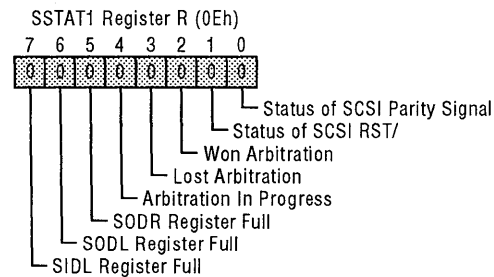 SSTAT1 Register R (0Eh)
7 6 5 4 3 2 1 0
0 0 0 0 0 0 0 0
Status of SCSI Parity Signal
Status of SCSI RST/
Won Arbitration
Lost Arbitration
Arbitration In Progress
SODR Register Full
SODL Register Full
SIDL Register Full